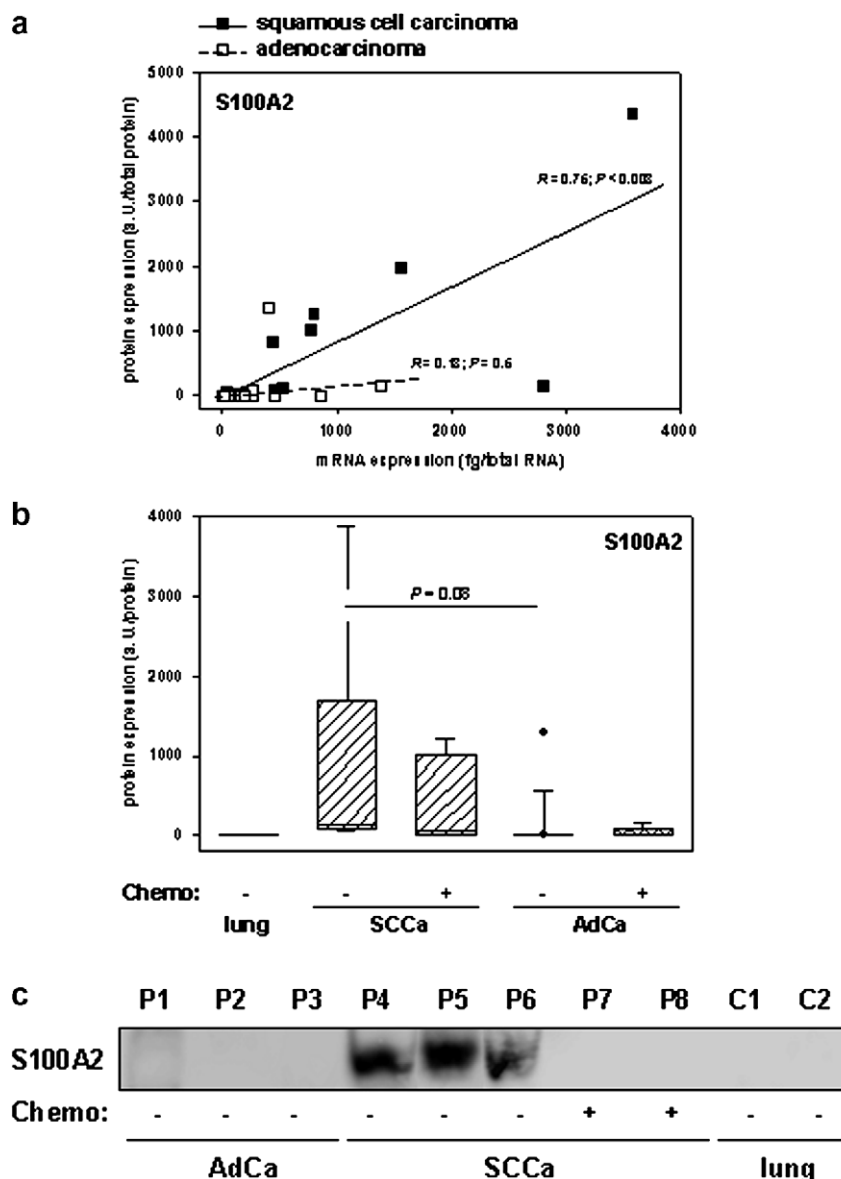 a
squamous cell carcinoma
adenocarcinoma
S100A2
5000
4000
3000
2000
1000
0
protein expression (a.U./total protein)
R=0.76; P<0.008
R=0.18; P=0.6
0 1000 2000 3000 4000
mRNA expression (fg/total RNA)
b
S100A2
4000
3000
2000
1000
0
protein expression (a.U./protein)
P=0.08
Chemo: - - + - +
lung SCCa AdCa
c
P1 P2 P3 P4 P5 P6 P7 P8 C1 C2
S100A2
Chemo: - - - - - - + + - -
AdCa SCCa lung